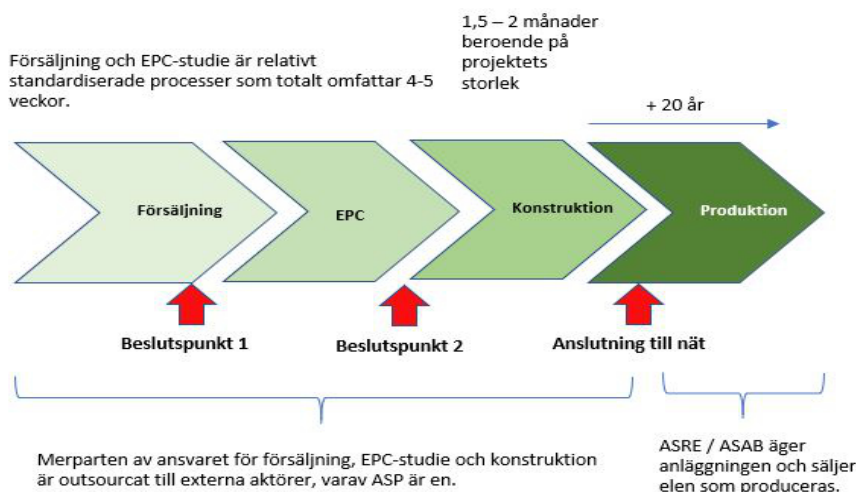 Försäljning och EPC-studie är relativt
standardiserade processer som totalt omfattar 4-5
veckor.
1,5 – 2 månader
beroende på
projektets
storlek
+ 20 år
Försäljning
EPC
Konstruktion
Produktion
Beslutspunkt 1
Beslutspunkt 2
Anslutning till nät
Merparten av ansvaret för försäljning, EPC-studie och konstruktion
är outsourcat till externa aktörer, varav ASP är en.
ASRE / ASAB äger
anläggningen och säljer
elen som produceras.